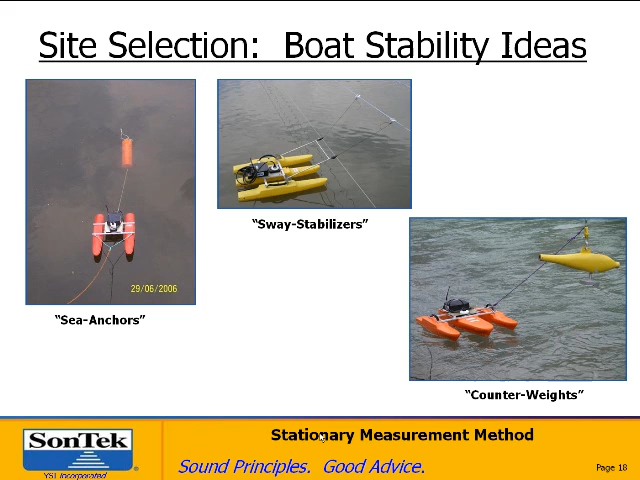 Site Selection:  Boat Stability Ideas
29/06/2006
“Sway-Stabilizers”
“Sea-Anchors”
“Counter-Weights”
SonTek
YSI incorporated
Stationary Measurement Method
Sound Principles.  Good Advice.
Page 18